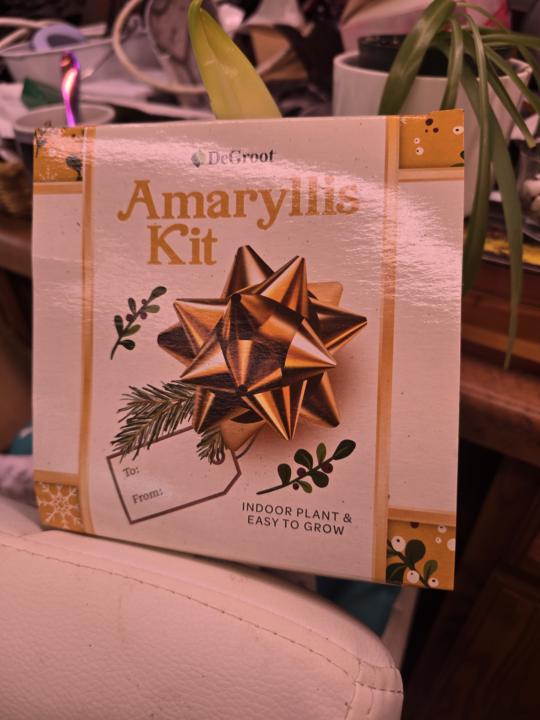 DeGroot
Amaryllis
Kit
To:
From:
INDOOR PLANT &
EASY TO GROW